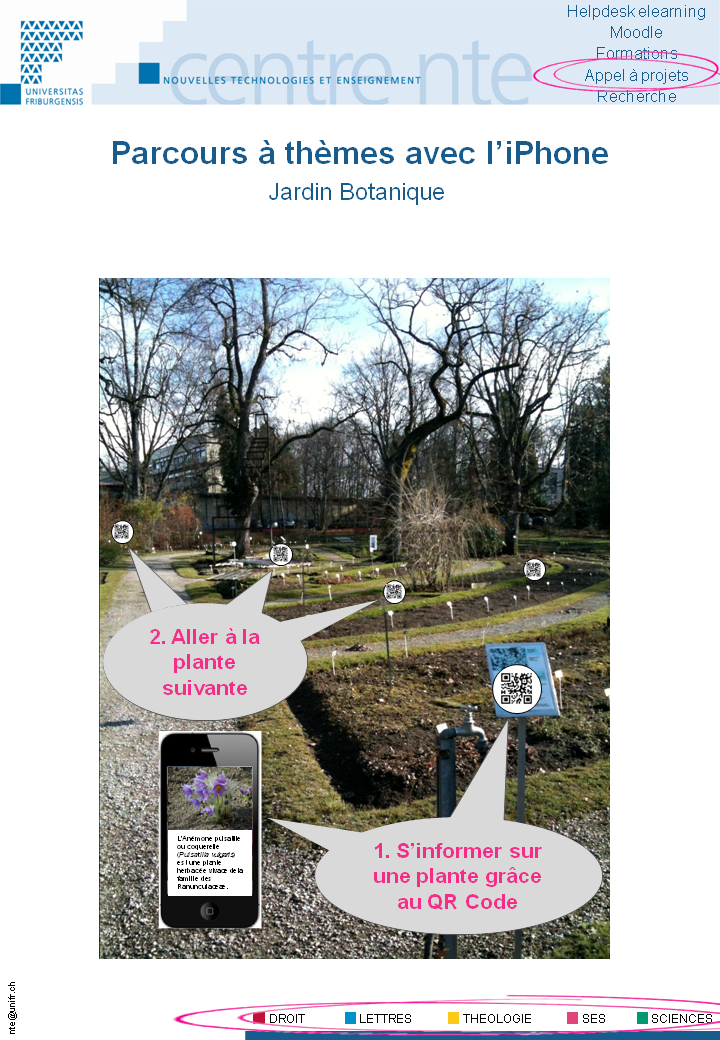 Helpdesk elearning
Moodle
Formations
Appel à projets
Recherche
centre nte
NOUVELLES TECHNOLOGIES ET ENSEIGNEMENT
UNIVERSITAS
FRIBURGENSIS
Parcours à thèmes avec l'iPhone
Jardin Botanique
2. Aller à la
plante
suivante
L'Anémone pulsatille
ou coquerelle
(Pulsatilla vulgaris)
est une plante
herbacée vivace de la
famille des
Ranunculaceae.
1. S'informer sur
une plante grâce
au QR Code
nte@unifr.ch
DROIT
LETTRES
THEOLOGIE
SES
SCIENCES